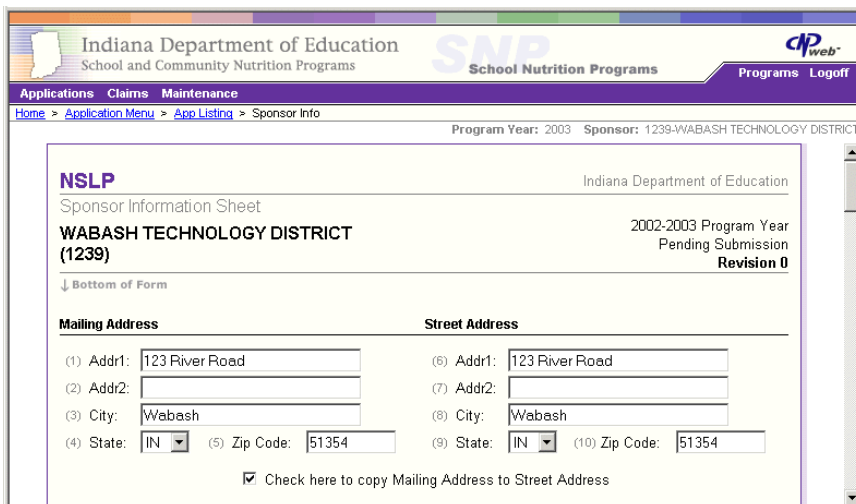 Indiana Department of Education
School and Community Nutrition Programs
SNP
School Nutrition Programs
CNPweb
Programs Logoff
Applications Claims Maintenance
Home > Application Menu > App Listing > Sponsor Info
Program Year: 2003 Sponsor: 1239-WABASH TECHNOLOGY DISTRICT
NSLP Indiana Department of Education
Sponsor Information Sheet
WABASH TECHNOLOGY DISTRICT
(1239)
2002-2003 Program Year
Pending Submission
Revision 0
↓ Bottom of Form
Mailing Address Street Address
(1) Addr1: 123 River Road (6) Addr1: 123 River Road
(2) Addr2: (7) Addr2:
(3) City: Wabash (8) City: Wabash
(4) State: IN (5) Zip Code: 51354 (9) State: IN (10) Zip Code: 51354
Check here to copy Mailing Address to Street Address